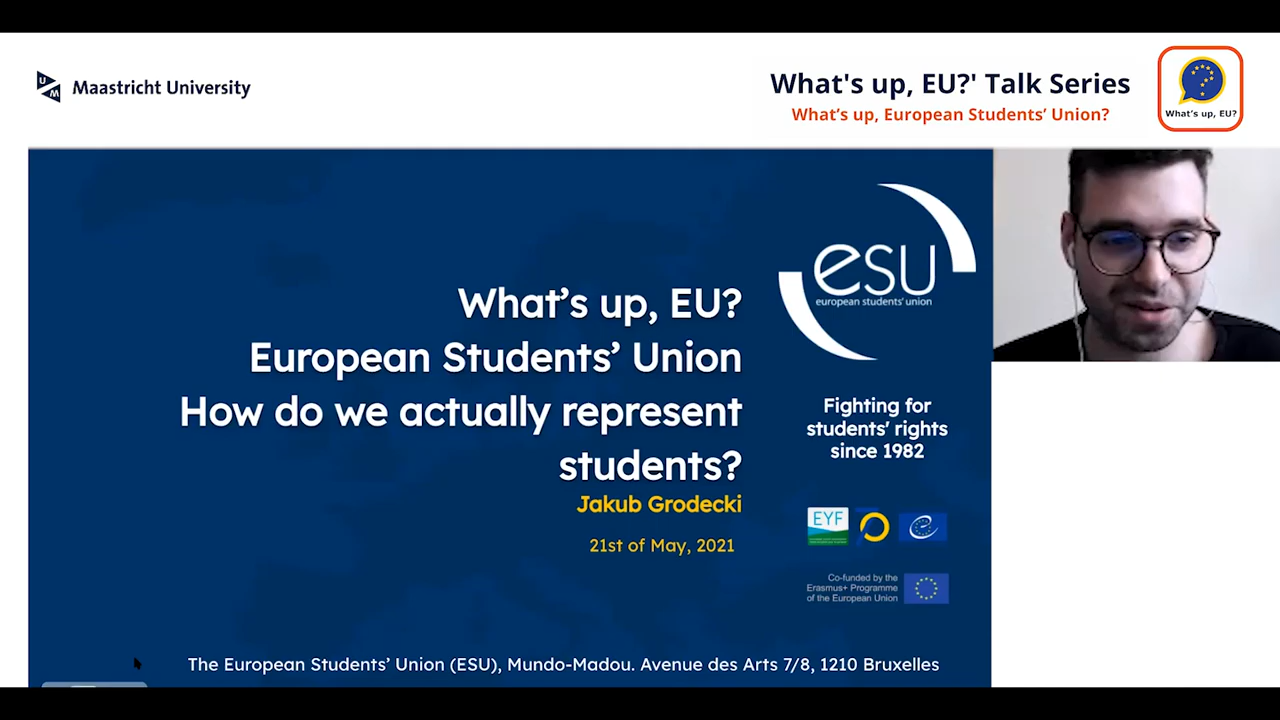 UM
Maastricht University
What's up, EU?' Talk Series
What's up, European Students' Union?
What's up, EU?
esu
european students' union
What's up, EU?
European Students' Union
How do we actually represent
students?
Jakub Grodecki
21st of May, 2021
Fighting for
students' rights
since 1982
EYF
70
Co-funded by the
Erasmus+ Programme
of the European Union
The European Students' Union (ESU), Mundo-Madou. Avenue des Arts 7/8, 1210 Bruxelles